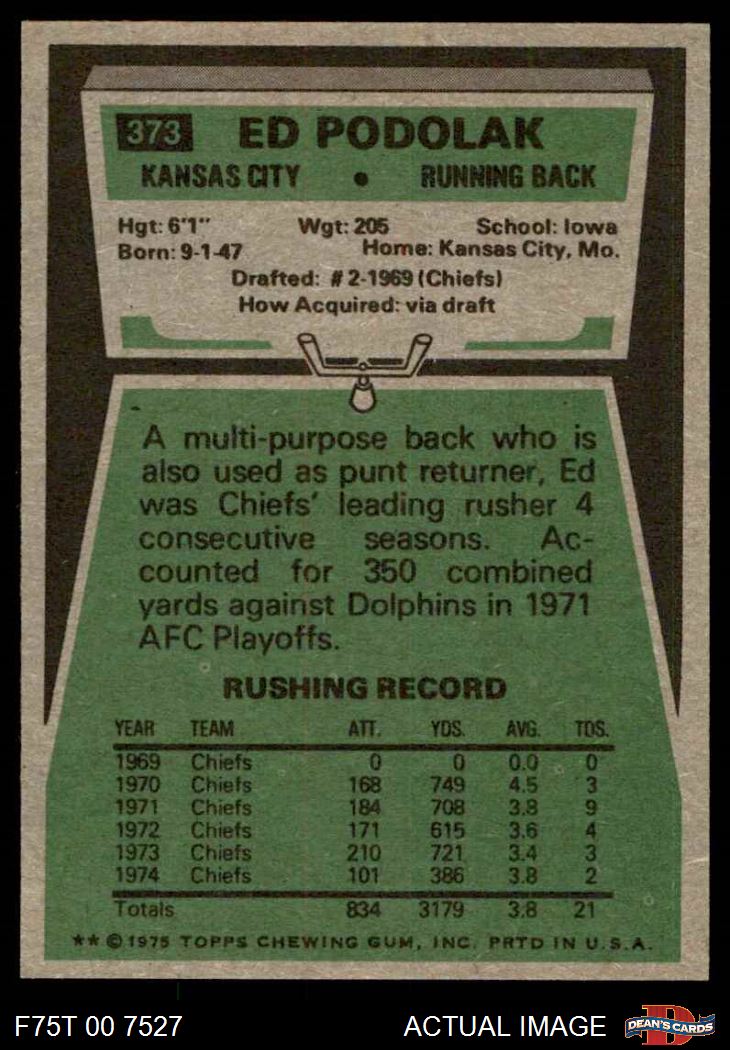 373 ED PODOLAK
KANSAS CITY • RUNNING BACK
Hgt: 6'1" Wgt: 205 School: Iowa
Born: 9-1-47 Home: Kansas City, Mo.
Drafted: #2-1969 (Chiefs)
How Acquired: via draft
A multi-purpose back who is
also used as punt returner, Ed
was Chiefs' leading rusher 4
consecutive seasons. Ac-
counted for 350 combined
yards against Dolphins in 1971
AFC Playoffs.
RUSHING RECORD
YEAR TEAM ATT. YDS. AVG. TDS.
1969 Chiefs 0 0 0.0 0
1970 Chiefs 168 749 4.5 3
1971 Chiefs 184 708 3.8 9
1972 Chiefs 171 615 3.6 4
1973 Chiefs 210 721 3.4 3
1974 Chiefs 101 386 3.8 2
Totals 834 3179 3.8 21
**©1975 TOPPS CHEWING GUM, INC. PRTD IN U.S.A.
F75T 00 7527 ACTUAL IMAGE D DEAN'S CARDS